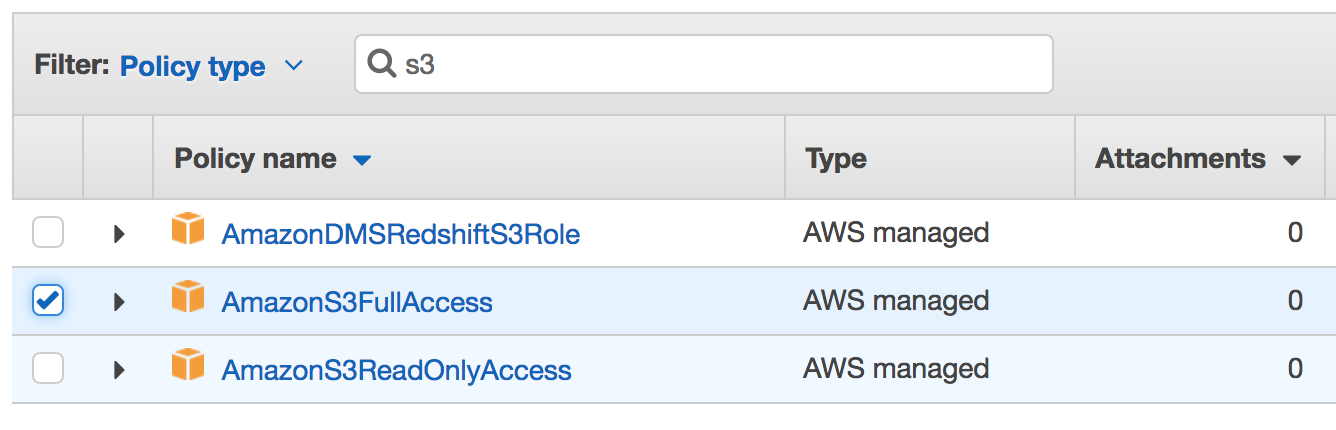 Filter: Policy type s3
Policy name Type Attachments
AmazonDMSRedshiftS3Role AWS managed 0
AmazonS3FullAccess AWS managed 0
AmazonS3ReadOnlyAccess AWS managed 0